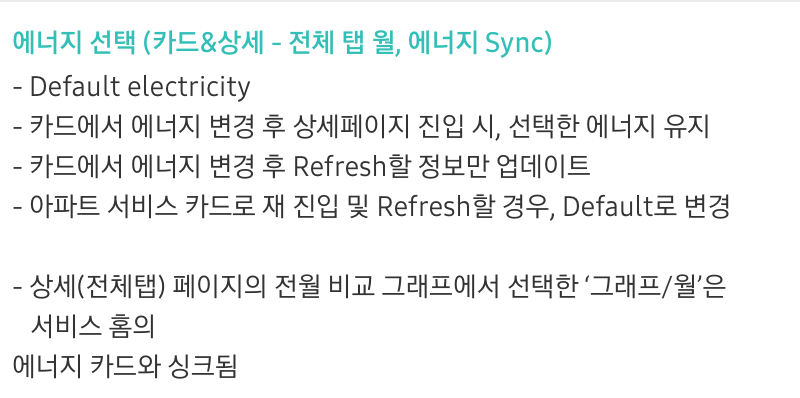 에너지 선택 (카드&상세 - 전체 탭 월, 에너지 Sync)
- Default electricity
- 카드에서 에너지 변경 후 상세페이지 진입 시, 선택한 에너지 유지
- 카드에서 에너지 변경 후 Refresh할 정보만 업데이트
- 아파트 서비스 카드로 재 진입 및 Refresh할 경우, Default로 변경
- 상세(전체탭) 페이지의 전월 비교 그래프에서 선택한 ‘그래프/월’은
서비스 홈의
에너지 카드와 싱크됨